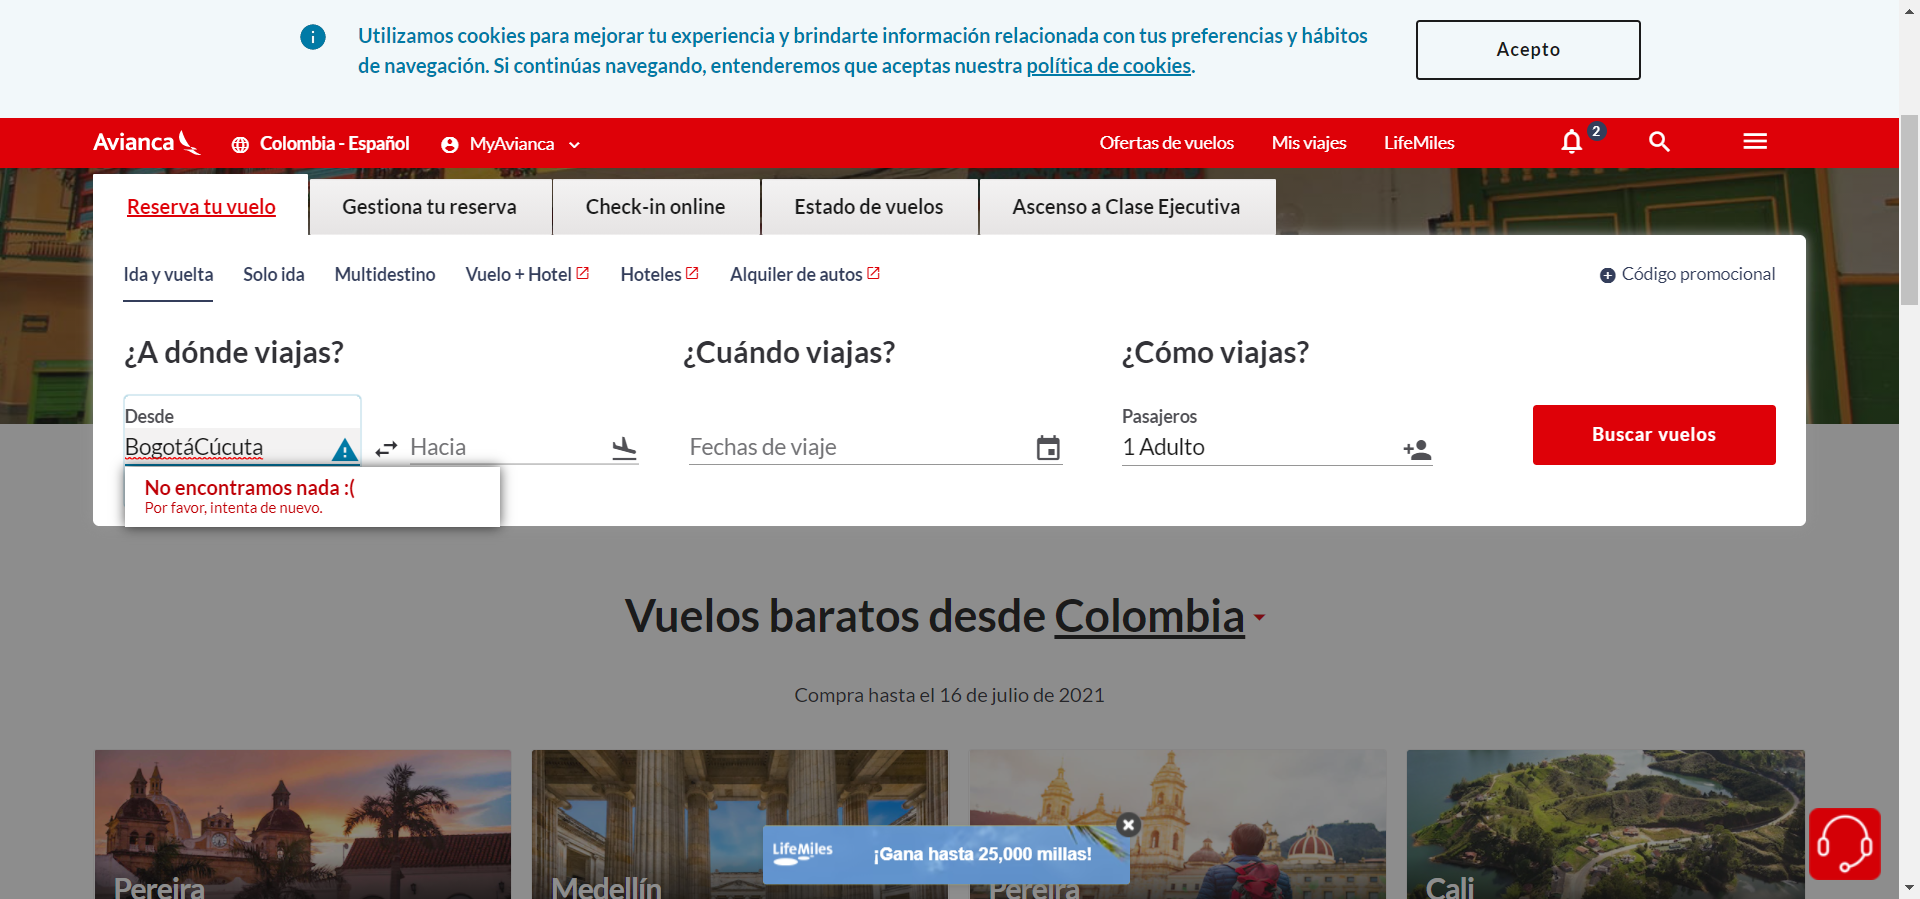 Utilizamos cookies para mejorar tu experiencia y brindarte información relacionada con tus preferencias y hábitos
de navegación. Si continúas navegando, entenderemos que aceptas nuestra política de cookies.
Acepto
Avianca
Colombia - Español
MyAvianca
Ofertas de vuelos
Mis viajes
LifeMiles
2
Reserva tu vuelo
Gestiona tu reserva
Check-in online
Estado de vuelos
Ascenso a Clase Ejecutiva
Ida y vuelta
Solo ida
Multidestino
Vuelo + Hotel
Hoteles
Alquiler de autos
Código promocional
¿A dónde viajas?
¿Cuándo viajas?
¿Cómo viajas?
Desde
BogotáCúcuta
Hacia
Fechas de viaje
Pasajeros
1 Adulto
Buscar vuelos
No encontramos nada :(
Por favor, intenta de nuevo.
Vuelos baratos desde Colombia
Compra hasta el 16 de julio de 2021
LifeMiles
¡Gana hasta 25,000 millas!
Pereira
Medellín
Pereira
Cali